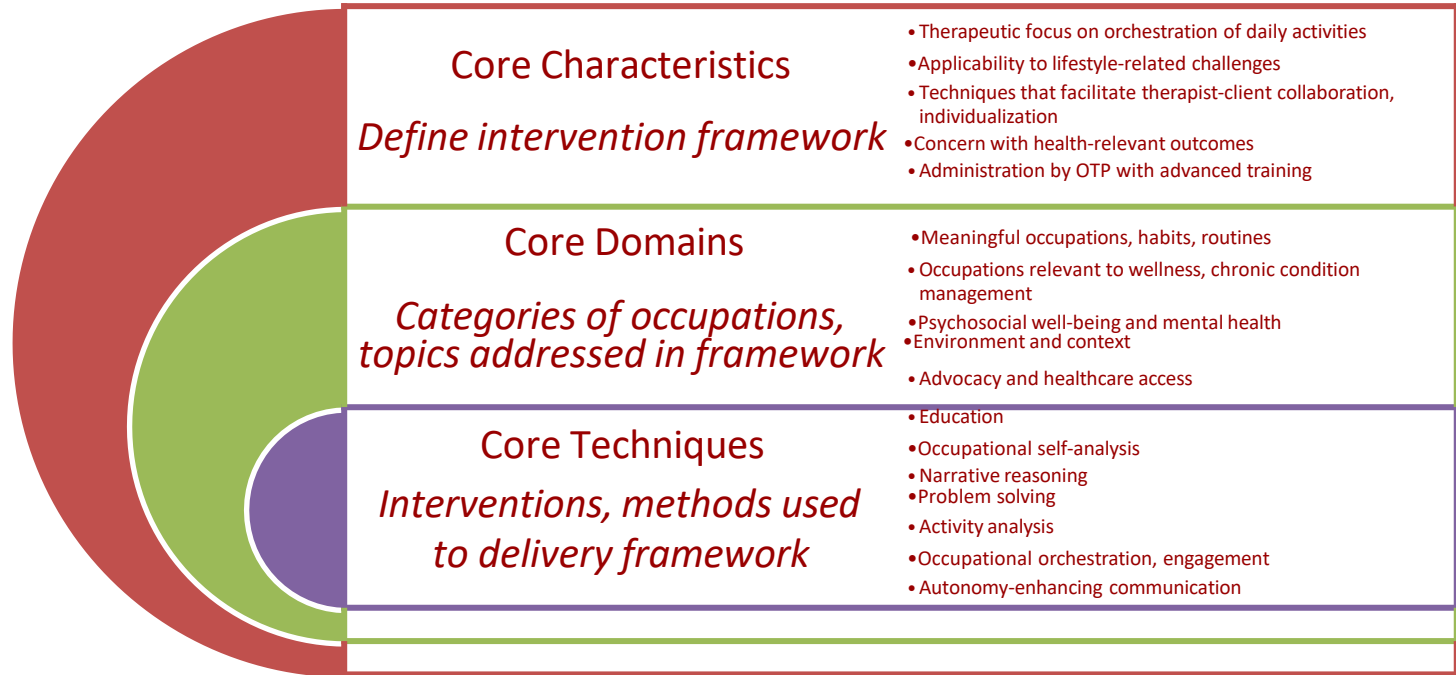 Core Characteristics
Define intervention framework
•Therapeutic focus on orchestration of daily activities
•Applicability to lifestyle-related challenges
•Techniques that facilitate therapist-client collaboration,
individualization
•Concern with health-relevant outcomes
•Administration by OTP with advanced training
Core Domains
Categories of occupations,
topics addressed in framework
•Meaningful occupations, habits, routines
•Occupations relevant to wellness, chronic condition
management
•Psychosocial well-being and mental health
•Environment and context
•Advocacy and healthcare access
Core Techniques
Interventions, methods used
to delivery framework
•Education
•Occupational self-analysis
•Narrative reasoning
•Problem solving
•Activity analysis
•Occupational orchestration, engagement
•Autonomy-enhancing communication